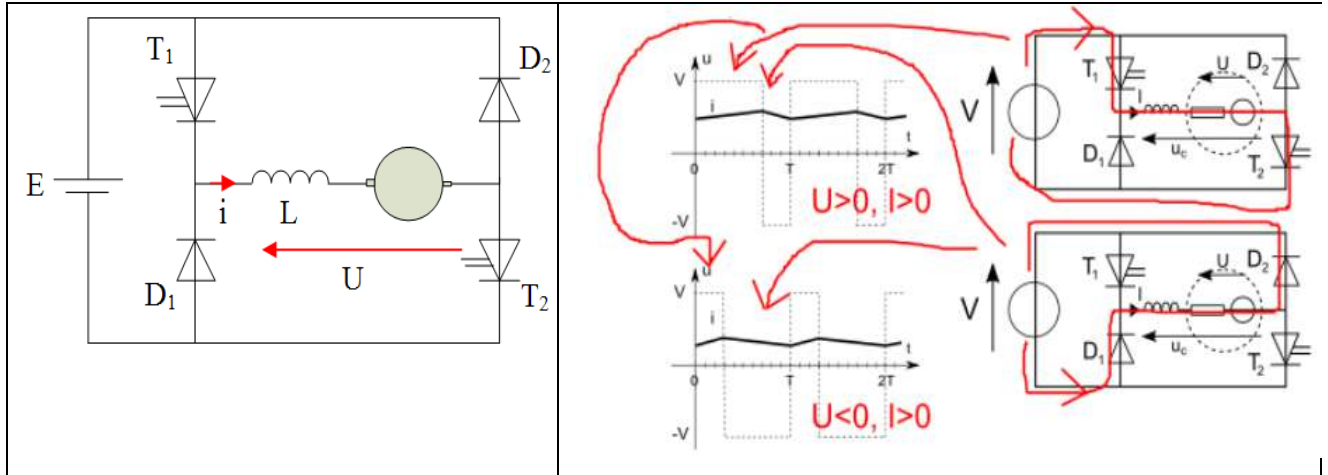 T1
D2
E
i
L
D1
U
T2
u
V
i
t
0
T
2T
-V
U>0, I>0
V
T1
D2
U
I
D1
uc
T2
u
V
i
t
0
T
2T
-V
U<0, I>0
V
T1
D2
U
I
D1
uc
T2